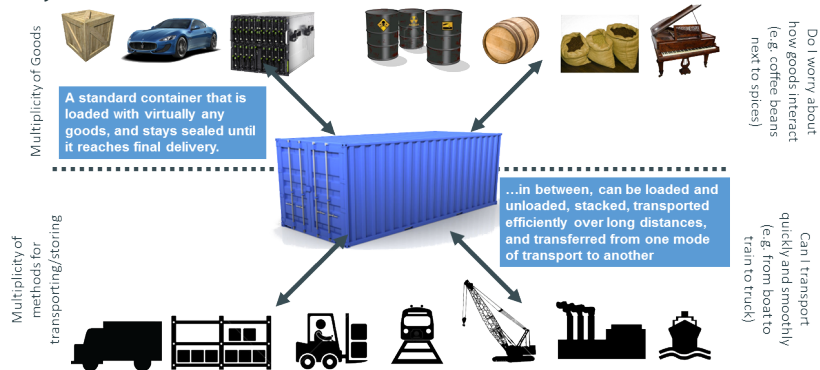 Multiplicity of Goods
A standard container that is
loaded with virtually any
goods, and stays sealed until
it reaches final delivery.
Do I worry about
how goods interact
(e.g. coffee beans
next to spices)
…in between, can be loaded and
unloaded, stacked, transported
efficiently over long distances,
and transferred from one mode
of transport to another
Multiplicity of
methods for
transporting/storing
Can I transport
quickly and smoothly
(e.g. from boat to
train to truck)